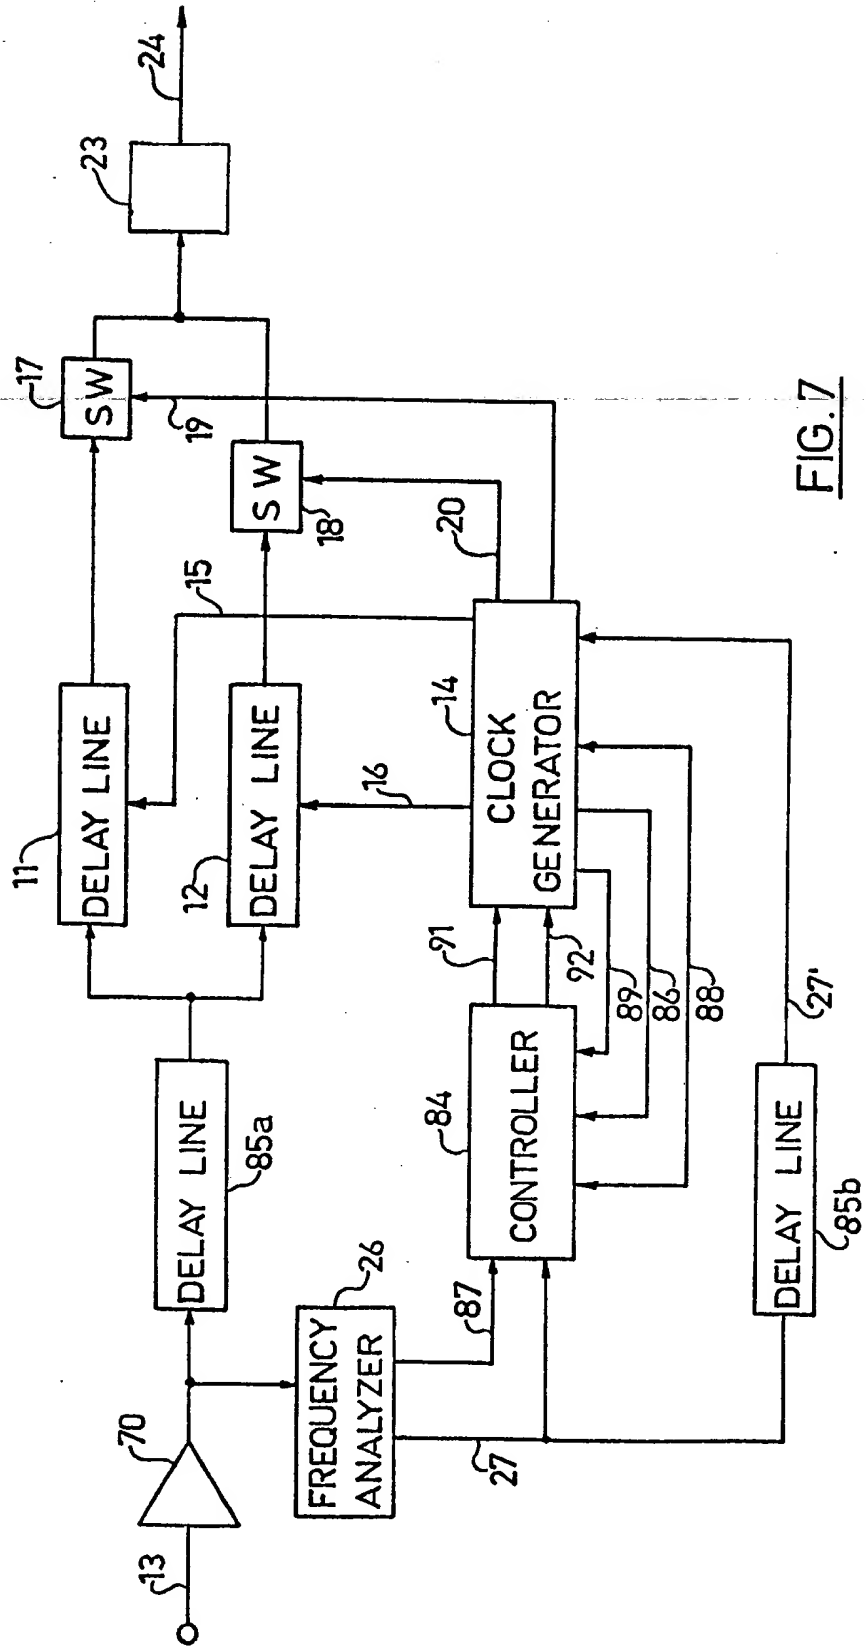 13
70
DELAY LINE
85a
11
DELAY LINE
12
DELAY LINE
15
16
17
SW
18
SW
19
20
23
24
FREQUENCY
ANALYZER
26
27
87
84
CONTROLLER
91
92
89
86
88
14
CLOCK
GENERATOR
DELAY LINE
85b
27'
FIG. 7